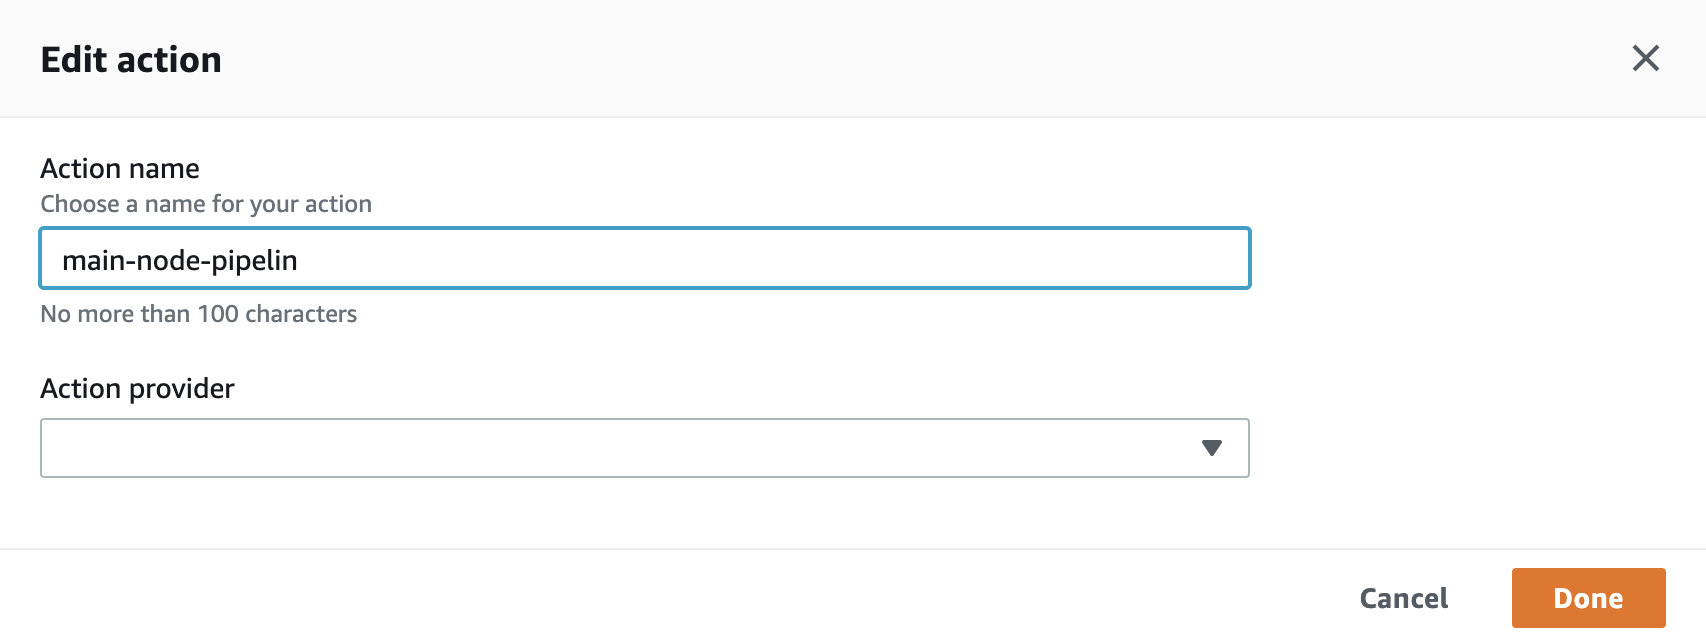 Edit action
Action name
Choose a name for your action
main-node-pipelin
No more than 100 characters
Action provider
Cancel
Done